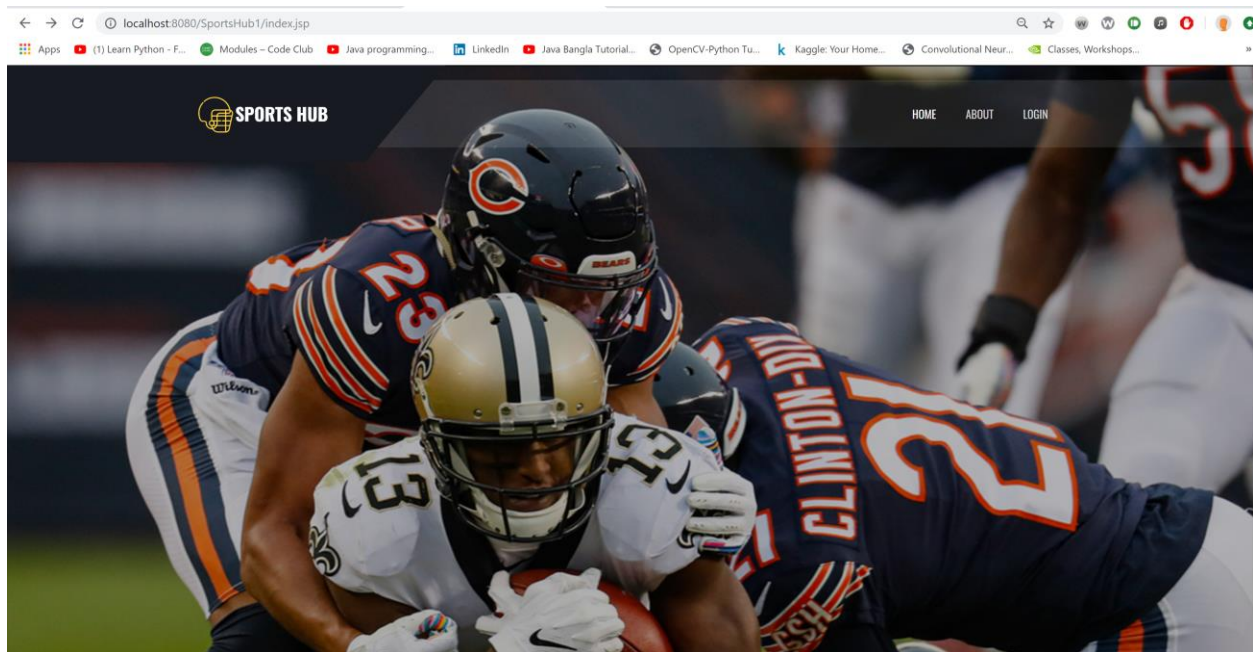 localhost:8080/SportsHub1/index.jsp
Apps (1) Learn Python - F... Modules – Code Club Java programming... LinkedIn Java Bangla Tutorial... OpenCV-Python Tu... Kaggle: Your Home... Convolutional Neur... Classes, Workshops... »
SPORTS HUB HOME ABOUT LOGIN
C
BEARS
23
Wilson
13 13
CLINTON-DIX
21
27
GSH